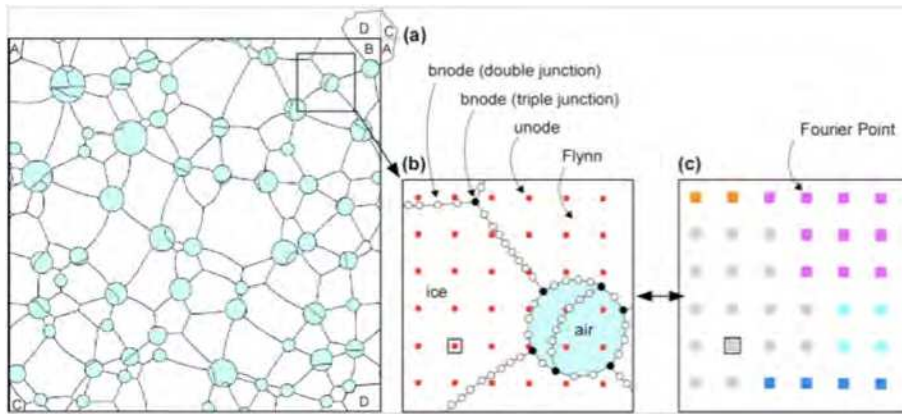 D
C
(a)
A
B
A
bnode (double junction)
bnode (triple junction)
unode
Flynn
Fourier Point
(b)
(c)
ice
air
C
D